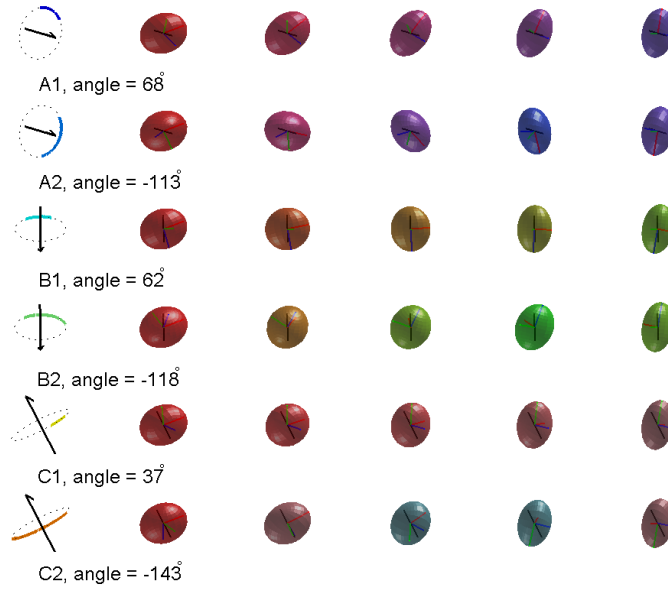 A1, angle = 68°
A2, angle = -113°
B1, angle = 62°
B2, angle = -118°
C1, angle = 37°
C2, angle = -143°